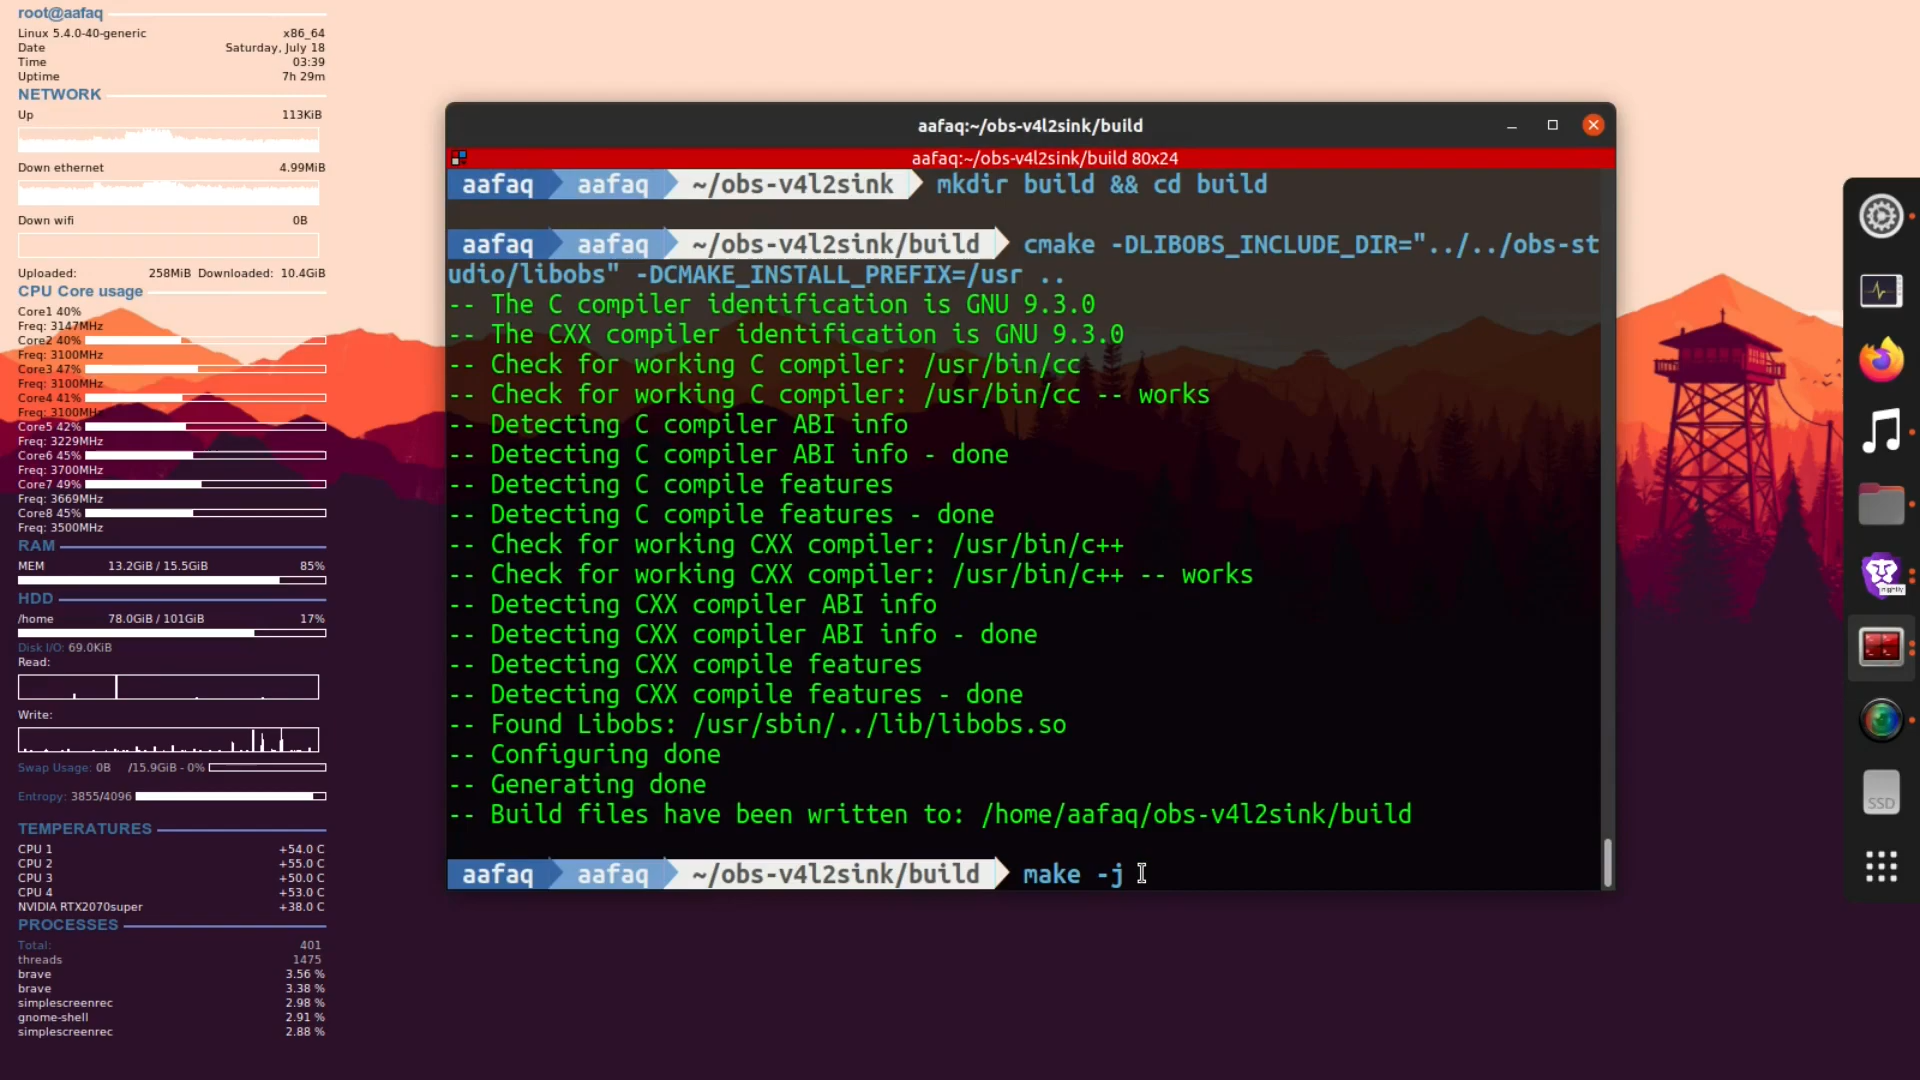 root@aafaq
Linux 5.4.0-40-generic x86_64
Date Saturday, July 18
Time 03:39
Uptime 7h 29m
NETWORK
Up 113KiB
Down ethernet 4.99MiB
Down wifi 0B
Uploaded: 258MiB Downloaded: 10.4GiB
CPU Core usage
Core1 40%
Freq: 3147MHz
Core2 40%
Freq: 3100MHz
Core3 47%
Freq: 3100MHz
Core4 41%
Freq: 3100MHz
Core5 42%
Freq: 3229MHz
Core6 45%
Freq: 3700MHz
Core7 49%
Freq: 3669MHz
Core8 45%
Freq: 3500MHz
RAM
MEM 13.2GiB / 15.5GiB 85%
HDD
/home 78.0GiB / 101GiB 17%
Disk I/O: 69.0KiB
Read:
Write:
Swap Usage: 0B /15.9GiB - 0%
Entropy: 3855/4096
TEMPERATURES
CPU 1 +54.0 C
CPU 2 +55.0 C
CPU 3 +50.0 C
CPU 4 +53.0 C
NVIDIA RTX2070super +38.0 C
PROCESSES
Total: 401
threads 1475
brave 3.56 %
brave 3.38 %
simplescreenrec 2.98 %
gnome-shell 2.91 %
simplescreenrec 2.88 %
aafaq:~/obs-v4l2sink/build
aafaq:~/obs-v4l2sink/build 80x24
aafaq aafaq ~/obs-v4l2sink mkdir build && cd build
aafaq aafaq ~/obs-v4l2sink/build cmake -DLIBOBS_INCLUDE_DIR="../../obs-st
udio/libobs" -DCMAKE_INSTALL_PREFIX=/usr ..
-- The C compiler identification is GNU 9.3.0
-- The CXX compiler identification is GNU 9.3.0
-- Check for working C compiler: /usr/bin/cc
-- Check for working C compiler: /usr/bin/cc -- works
-- Detecting C compiler ABI info
-- Detecting C compiler ABI info - done
-- Detecting C compile features
-- Detecting C compile features - done
-- Check for working CXX compiler: /usr/bin/c++
-- Check for working CXX compiler: /usr/bin/c++ -- works
-- Detecting CXX compiler ABI info
-- Detecting CXX compiler ABI info - done
-- Detecting CXX compile features
-- Detecting CXX compile features - done
-- Found Libobs: /usr/sbin/../lib/libobs.so
-- Configuring done
-- Generating done
-- Build files have been written to: /home/aafaq/obs-v4l2sink/build
aafaq aafaq ~/obs-v4l2sink/build make -j
Nightly
SSD